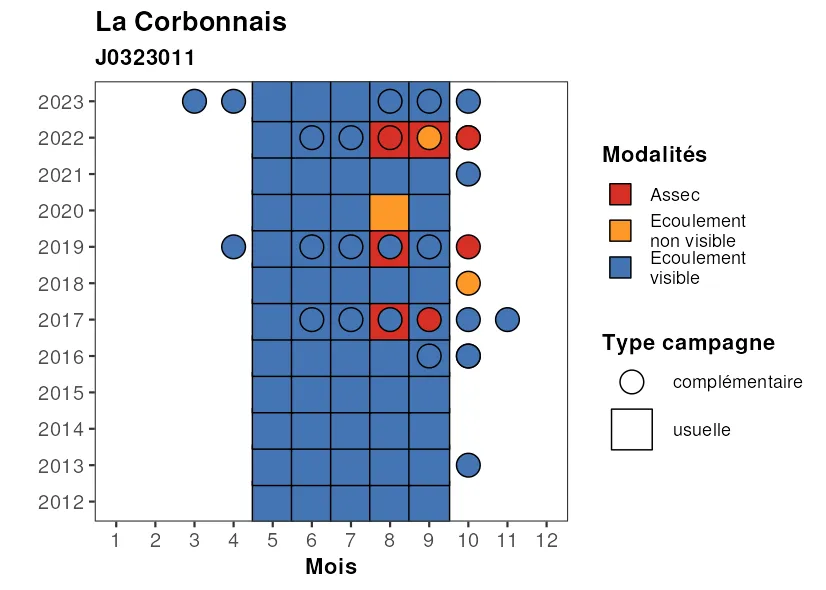 La Corbonnais
J0323011
2023
2022
2021
2020
2019
2018
2017
2016
2015
2014
2013
2012
1 2 3 4 5 6 7 8 9 10 11 12
Mois
Modalités
Assec
Ecoulement
non visible
Ecoulement
visible
Type campagne
complémentaire
usuelle